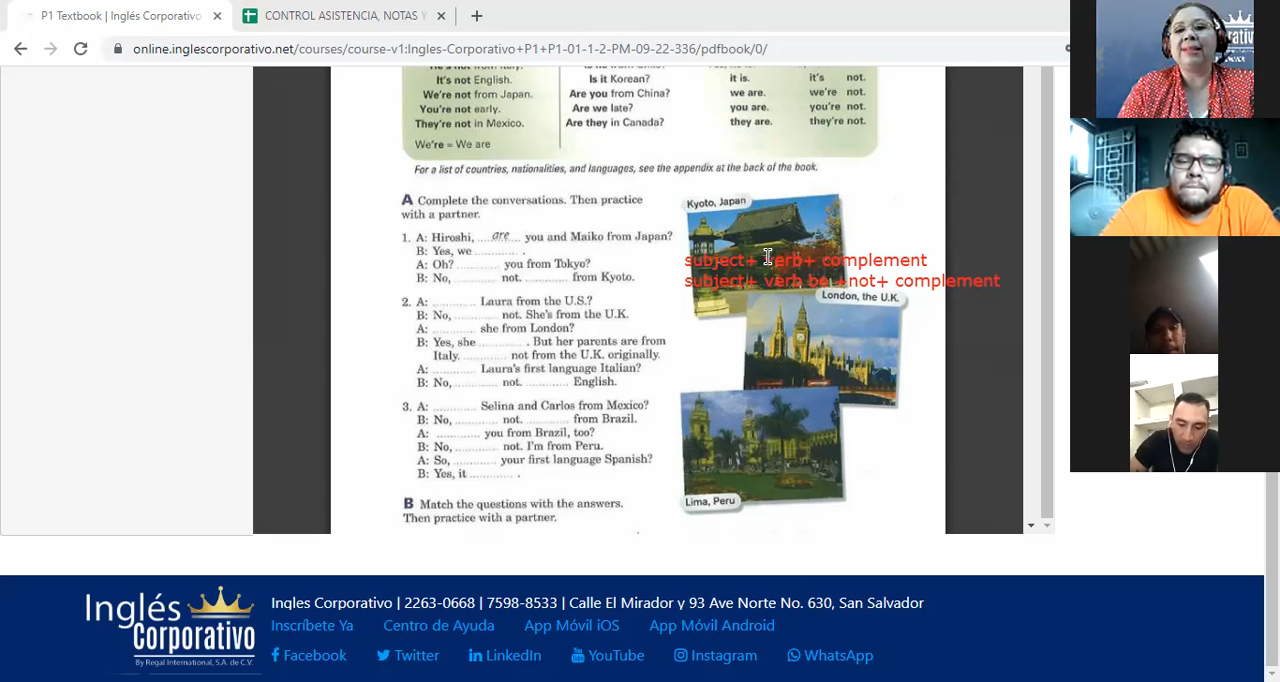 P1 Textbook | Inglés Corporativo
CONTROL ASISTENCIA, NOTAS Y
online.inglescorporativo.net/courses/course-v1:Ingles-Corporativo+P1+P1-01-1-2-PM-09-22-336/pdfbook/0/
It's not English. Is it Korean? it is. it's not.
We're not from Japan. Are you from China? we are. we're not.
You're not early. Are we late? you are. you're not.
They're not in Mexico. Are they in Canada? they are. they're not.
We're = We are
For a list of countries, nationalities, and languages, see the appendix at the back of the book.
A Complete the conversations. Then practice
with a partner.
1. A: Hiroshi, are you and Maiko from Japan?
B: Yes, we .
A: Oh? you from Tokyo?
B: No, not. from Kyoto.
2. A: Laura from the U.S.?
B: No, not. She's from the U.K.
A: she from London?
B: Yes, she . But her parents are from
Italy. not from the U.K. originally.
A: Laura's first language Italian?
B: No, not. English.
3. A: Selina and Carlos from Mexico?
B: No, not. from Brazil.
A: you from Brazil, too?
B: No, not. I'm from Peru.
A: So, your first language Spanish?
B: Yes, it .
B Match the questions with the answers.
Then practice with a partner.
Kyoto, Japan
subject+ verb+ complement
subject+ verb be +not+ complement
London, the U.K.
Lima, Peru
Inglés
Corporativo
By Regal International, S.A. de C.V.
Ingles Corporativo | 2263-0668 | 7598-8533 | Calle El Mirador y 93 Ave Norte No. 630, San Salvador
Inscríbete Ya Centro de Ayuda App Móvil iOS App Móvil Android
Facebook Twitter LinkedIn YouTube Instagram WhatsApp